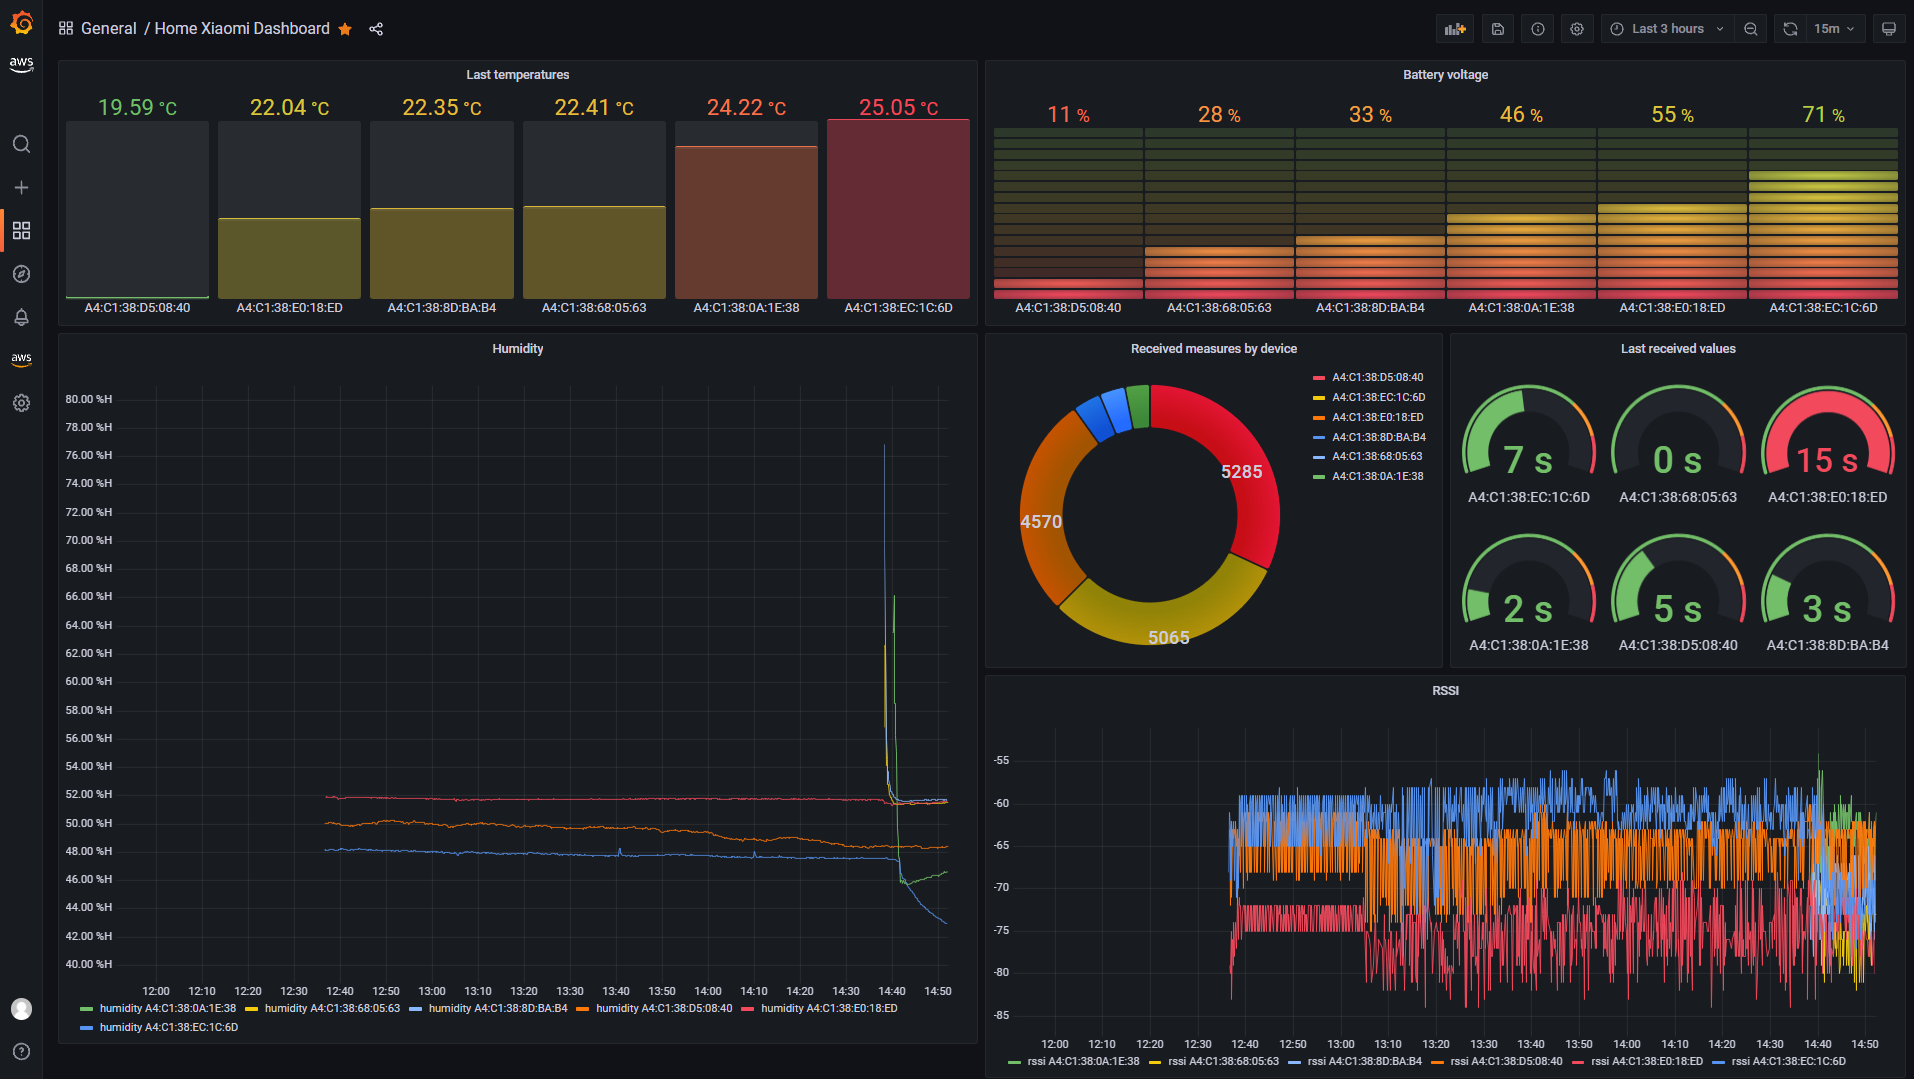 General / Home Xiaomi Dashboard
Last 3 hours
15m
aws
aws
Last temperatures
19.59 °C 22.04 °C 22.35 °C 22.41 °C 24.22 °C 25.05 °C
A4:C1:38:D5:08:40 A4:C1:38:E0:18:ED A4:C1:38:8D:BA:B4 A4:C1:38:68:05:63 A4:C1:38:0A:1E:38 A4:C1:38:EC:1C:6D
Battery voltage
11 % 28 % 33 % 46 % 55 % 71 %
A4:C1:38:D5:08:40 A4:C1:38:68:05:63 A4:C1:38:8D:BA:B4 A4:C1:38:0A:1E:38 A4:C1:38:E0:18:ED A4:C1:38:EC:1C:6D
Humidity
80.00 %H
78.00 %H
76.00 %H
74.00 %H
72.00 %H
70.00 %H
68.00 %H
66.00 %H
64.00 %H
62.00 %H
60.00 %H
58.00 %H
56.00 %H
54.00 %H
52.00 %H
50.00 %H
48.00 %H
46.00 %H
44.00 %H
42.00 %H
40.00 %H
12:00 12:10 12:20 12:30 12:40 12:50 13:00 13:10 13:20 13:30 13:40 13:50 14:00 14:10 14:20 14:30 14:40 14:50
humidity A4:C1:38:0A:1E:38 humidity A4:C1:38:68:05:63 humidity A4:C1:38:8D:BA:B4 humidity A4:C1:38:D5:08:40 humidity A4:C1:38:E0:18:ED
humidity A4:C1:38:EC:1C:6D
Received measures by device
5285
4570
5065
A4:C1:38:D5:08:40
A4:C1:38:EC:1C:6D
A4:C1:38:E0:18:ED
A4:C1:38:8D:BA:B4
A4:C1:38:68:05:63
A4:C1:38:0A:1E:38
Last received values
7 s 0 s 15 s
A4:C1:38:EC:1C:6D A4:C1:38:68:05:63 A4:C1:38:E0:18:ED
2 s 5 s 3 s
A4:C1:38:0A:1E:38 A4:C1:38:D5:08:40 A4:C1:38:8D:BA:B4
RSSI
-55
-60
-65
-70
-75
-80
-85
12:00 12:10 12:20 12:30 12:40 12:50 13:00 13:10 13:20 13:30 13:40 13:50 14:00 14:10 14:20 14:30 14:40 14:50
rssi A4:C1:38:0A:1E:38 rssi A4:C1:38:68:05:63 rssi A4:C1:38:8D:BA:B4 rssi A4:C1:38:D5:08:40 rssi A4:C1:38:E0:18:ED rssi A4:C1:38:EC:1C:6D